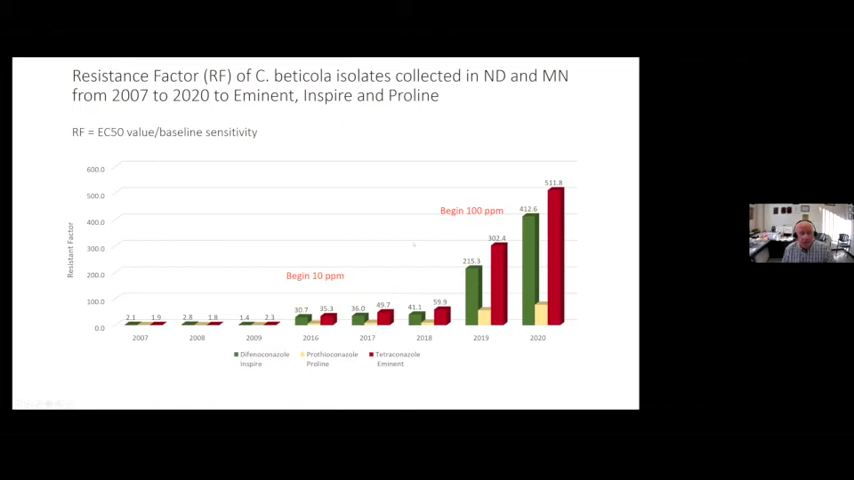 Resistance Factor (RF) of C. beticola isolates collected in ND and MN
from 2007 to 2020 to Eminent, Inspire and Proline
RF = EC50 value/baseline sensitivity
600.0
500.0
400.0
300.0
200.0
100.0
0.0
Resistant Factor
Begin 10 ppm
Begin 100 ppm
2.1
1.9
2.8
1.8
1.4
2.3
30.7
35.3
36.0
49.7
41.1
59.9
215.3
302.4
412.6
511.8
2007
2008
2009
2016
2017
2018
2019
2020
Difenoconazole
Inspire
Prothioconazole
Proline
Tetraconazole
Eminent